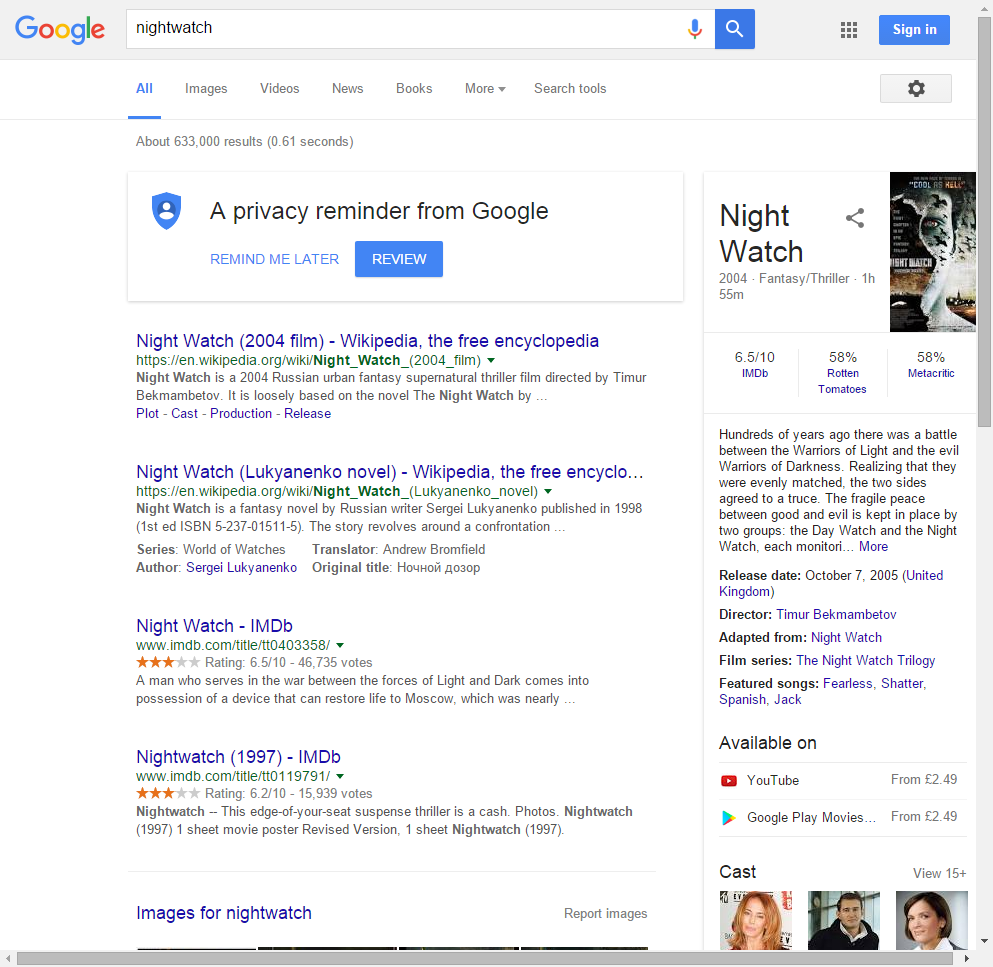 Google
nightwatch
Sign in
All Images Videos News Books More Search tools
About 633,000 results (0.61 seconds)
A privacy reminder from Google
REMIND ME LATER REVIEW
Night Watch (2004 film) - Wikipedia, the free encyclopedia
https://en.wikipedia.org/wiki/Night_Watch_(2004_film)
Night Watch is a 2004 Russian urban fantasy supernatural thriller film directed by Timur
Bekmambetov. It is loosely based on the novel The Night Watch by ...
Plot - Cast - Production - Release
Night Watch (Lukyanenko novel) - Wikipedia, the free encyclo...
https://en.wikipedia.org/wiki/Night_Watch_(Lukyanenko_novel)
Night Watch is a fantasy novel by Russian writer Sergei Lukyanenko published in 1998
(1st ed ISBN 5-237-01511-5). The story revolves around a confrontation ...
Series: World of Watches Translator: Andrew Bromfield
Author: Sergei Lukyanenko Original title: Ночной дозор
Night Watch - IMDb
www.imdb.com/title/tt0403358/
Rating: 6.5/10 - 46,735 votes
A man who serves in the war between the forces of Light and Dark comes into
possession of a device that can restore life to Moscow, which was nearly ...
Nightwatch (1997) - IMDb
www.imdb.com/title/tt0119791/
Rating: 6.2/10 - 15,939 votes
Nightwatch -- This edge-of-your-seat suspense thriller is a cash. Photos. Nightwatch
(1997) 1 sheet movie poster Revised Version, 1 sheet Nightwatch (1997).
Images for nightwatch Report images
Night
Watch
2004 · Fantasy/Thriller · 1h
55m
"COOL AS HELL"
NIGHT WATCH
6.5/10 58% 58%
IMDb Rotten Metacritic
Tomatoes
Hundreds of years ago there was a battle
between the Warriors of Light and the evil
Warriors of Darkness. Realizing that they
were evenly matched, the two sides
agreed to a truce. The fragile peace
between good and evil is kept in place by
two groups: the Day Watch and the Night
Watch, each monitori... More
Release date: October 7, 2005 (United
Kingdom)
Director: Timur Bekmambetov
Adapted from: Night Watch
Film series: The Night Watch Trilogy
Featured songs: Fearless, Shatter,
Spanish, Jack
Available on
YouTube From £2.49
Google Play Movies... From £2.49
Cast View 15+